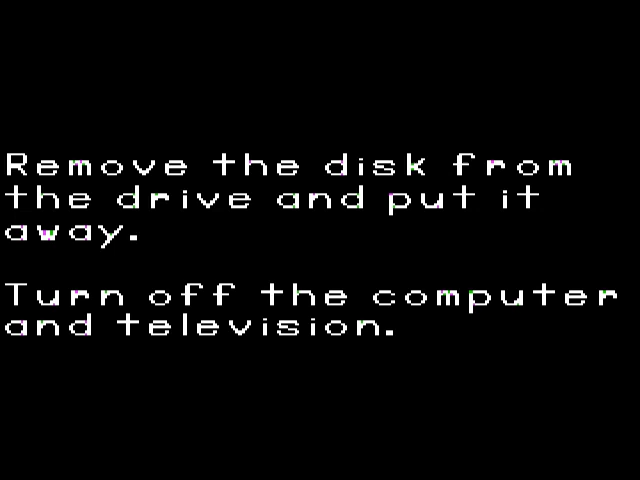 Remove the disk from
the drive and put it
away.
Turn off the computer
and television.